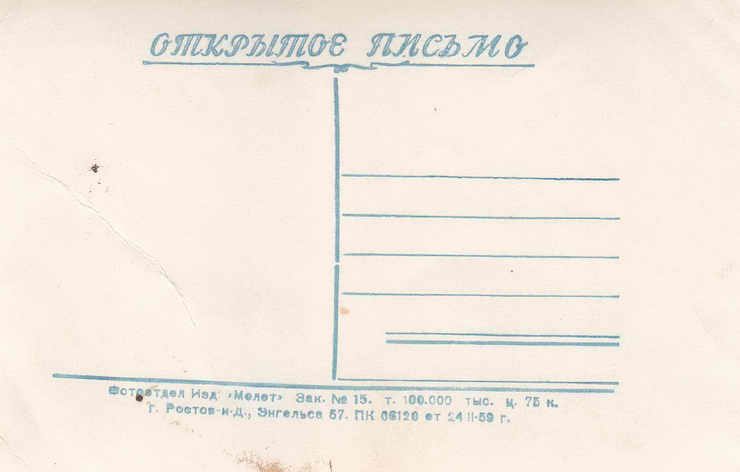 ОТКРЫТОЕ ПИСЬМО
Фотоотдел Изд. «Молот» Зак. № 15. т. 100.000 тыс. ц. 75 к.
г. Ростов-н-Д., Энгельса 57. ПК 06120 от 24 II-59 г.